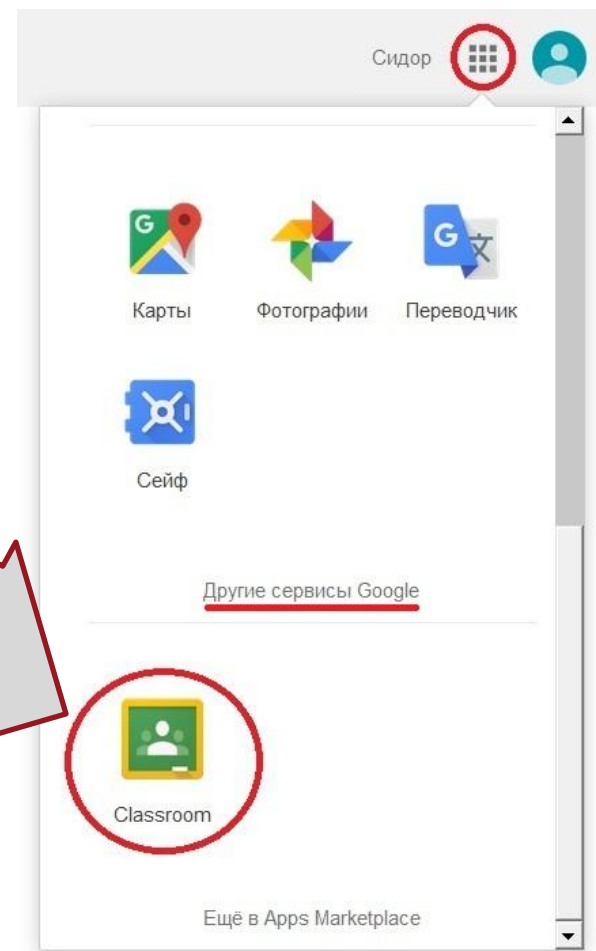 Сидор
Карты Фотографии Переводчик
Сейф
Другие сервисы Google
Classroom
Ещё в Apps Marketplace